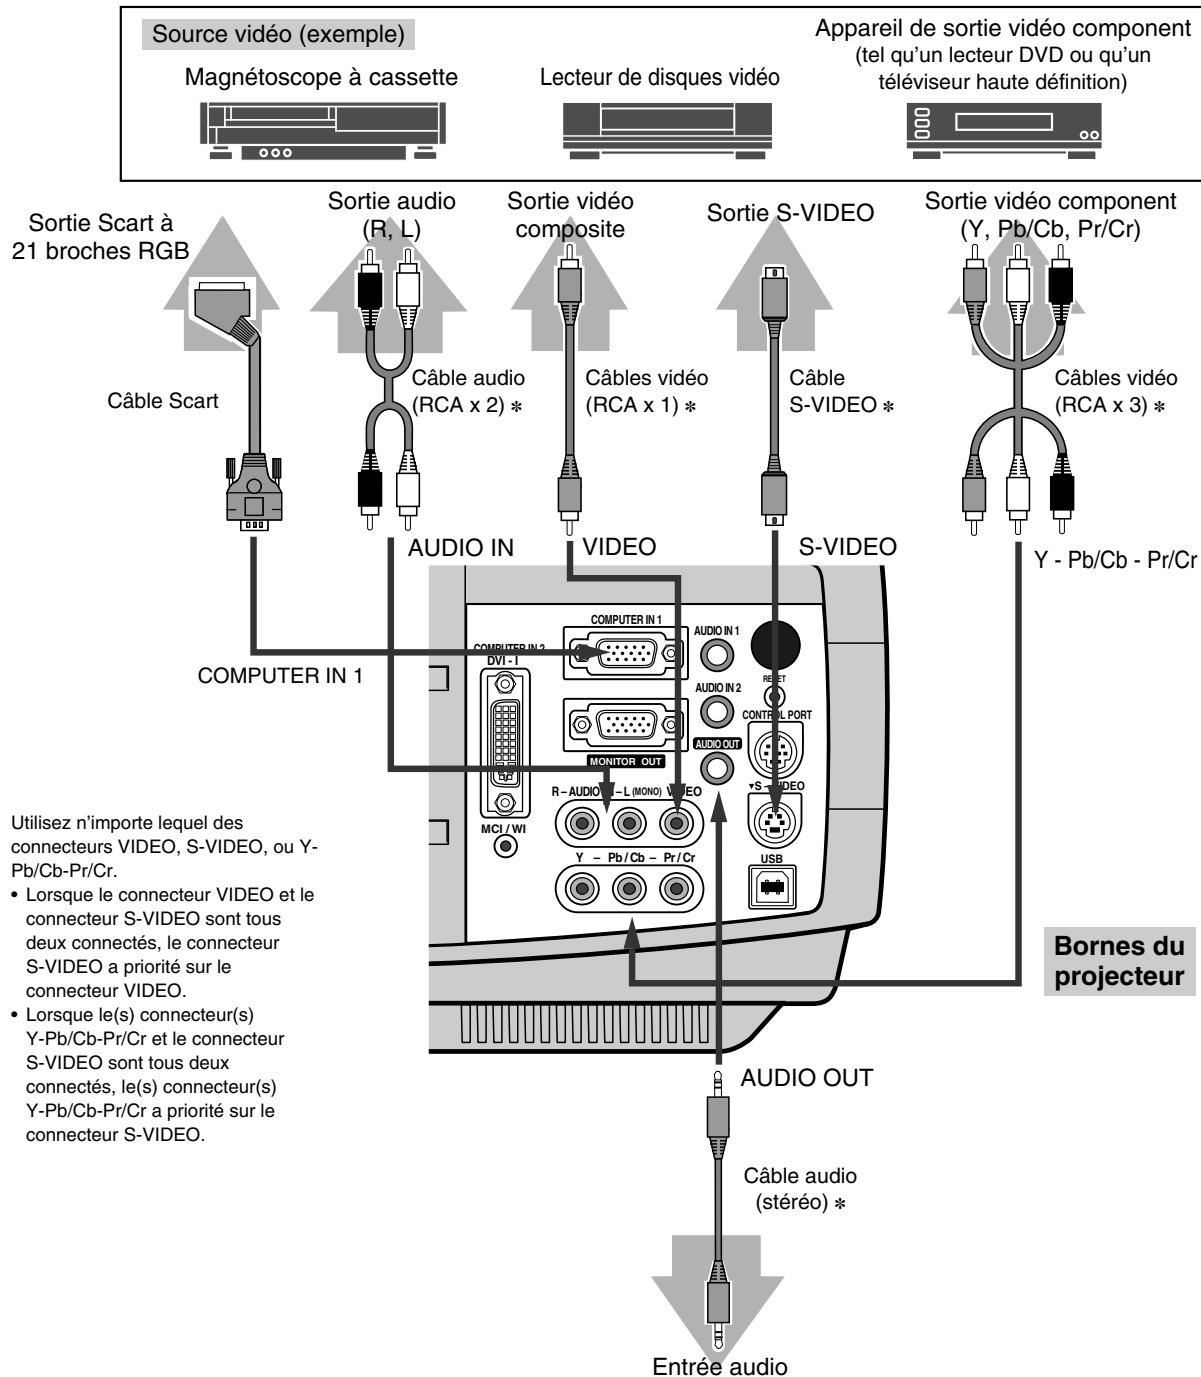 Source vidéo (exemple)
Appareil de sortie vidéo component
(tel qu'un lecteur DVD ou qu'un
téléviseur haute définition)
Magnétoscope à cassette
Lecteur de disques vidéo
Sortie Scart à
21 broches RGB
Sortie audio
(R, L)
Sortie vidéo
composite
Sortie S-VIDEO
Sortie vidéo component
(Y, Pb/Cb, Pr/Cr)
Câble Scart
Câble audio
(RCA x 2) *
Câbles vidéo
(RCA x 1) *
Câble
S-VIDEO *
Câbles vidéo
(RCA x 3) *
AUDIO IN
VIDEO
S-VIDEO
Y - Pb/Cb - Pr/Cr
COMPUTER IN 1
COMPUTER IN 1
COMPUTER IN 2
DVI - I
AUDIO IN 1
AUDIO IN 2
AUDIO OUT
RESET
CONTROL PORT
MONITOR OUT
R – AUDIO IN – L (MONO) VIDEO
▼S – VIDEO
MCI / WI
Y – Pb / Cb – Pr / Cr
USB
Utilisez n'importe lequel des
connecteurs VIDEO, S-VIDEO, ou Y-
Pb/Cb-Pr/Cr.
• Lorsque le connecteur VIDEO et le
connecteur S-VIDEO sont tous
deux connectés, le connecteur
S-VIDEO a priorité sur le
connecteur VIDEO.
• Lorsque le(s) connecteur(s)
Y-Pb/Cb-Pr/Cr et le connecteur
S-VIDEO sont tous deux
connectés, le(s) connecteur(s)
Y-Pb/Cb-Pr/Cr a priorité sur le
connecteur S-VIDEO.
Bornes du
projecteur
AUDIO OUT
Câble audio
(stéréo) *
Entrée audio